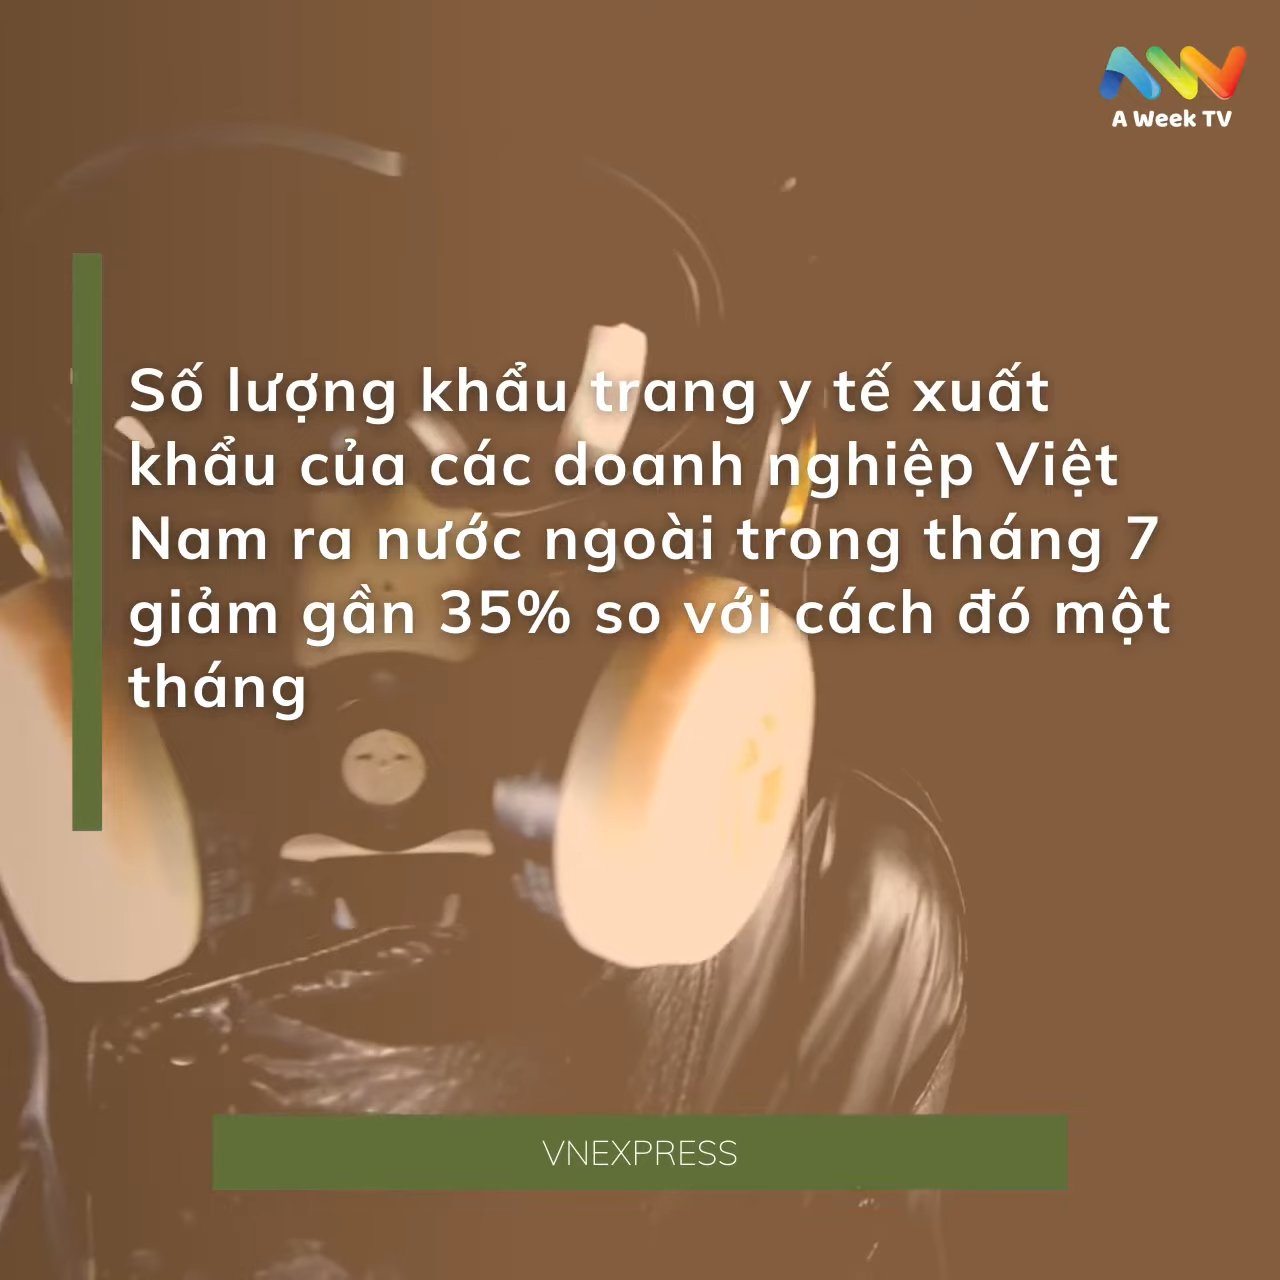 A Week TV
Số lượng khẩu trang y tế xuất
khẩu của các doanh nghiệp Việt
Nam ra nước ngoài trong tháng 7
giảm gần 35% so với cách đó một
tháng
VNEXPRESS